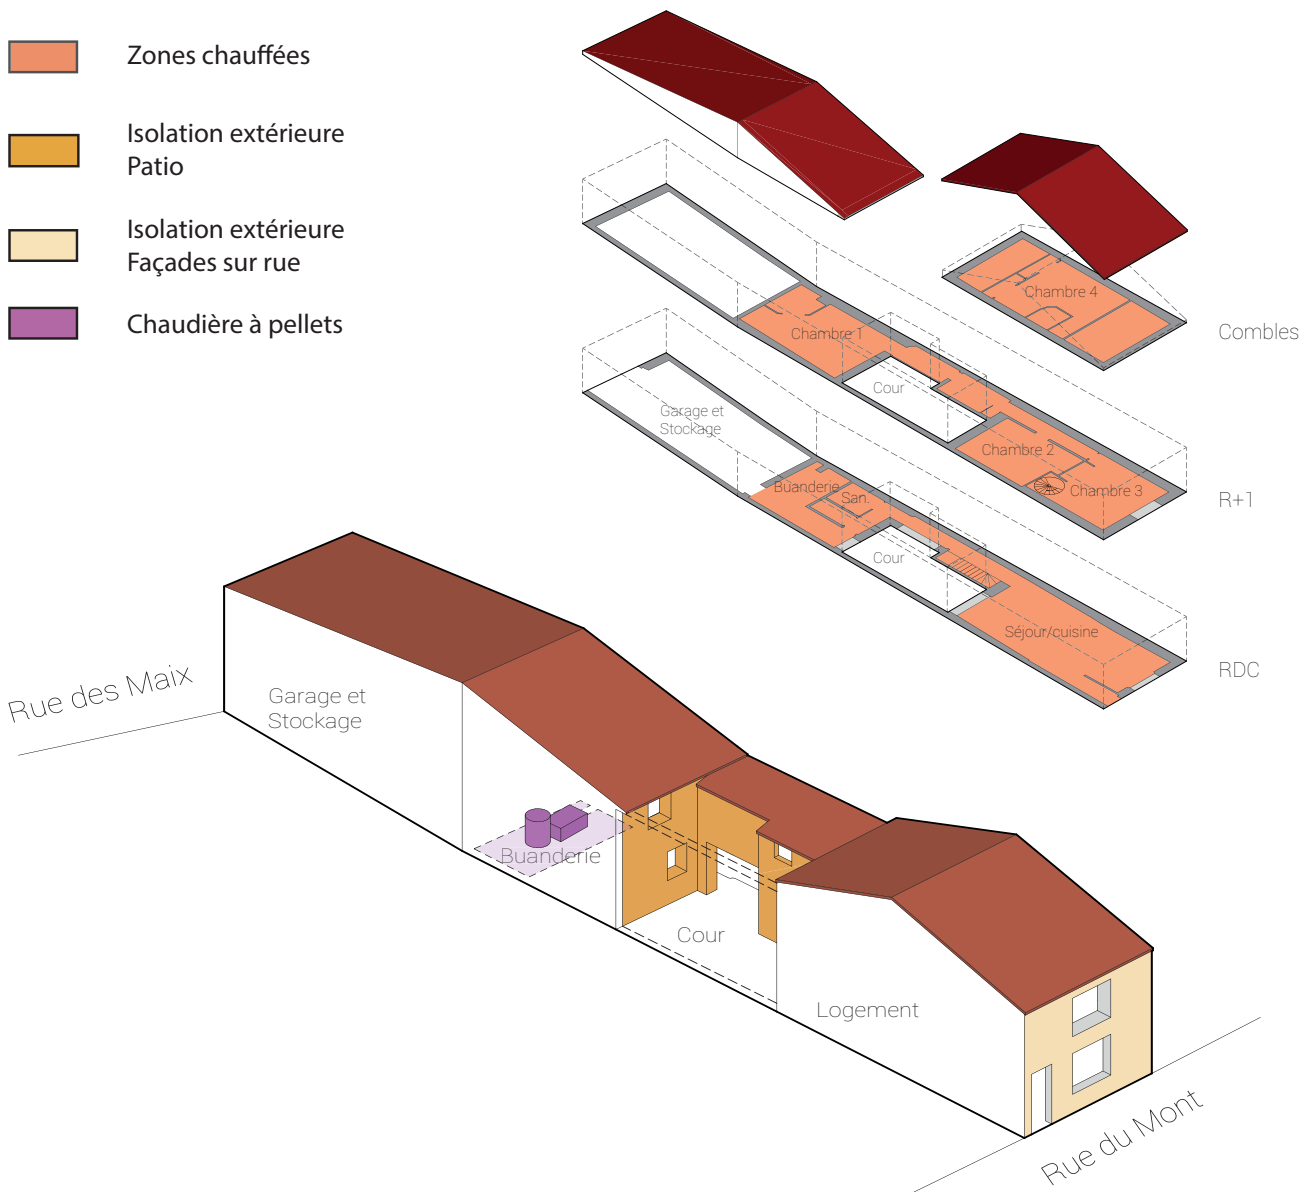 Zones chauffées
Isolation extérieure
Patio
Isolation extérieure
Façades sur rue
Chaudière à pellets
Chambre 4
Combles
Chambre 1
Cour
Chambre 2
Chambre 3
R+1
Garage et
Stockage
Buanderie
San.
Cour
Séjour/cuisine
RDC
Rue des Maix
Garage et
Stockage
Buanderie
Cour
Logement
Rue du Mont